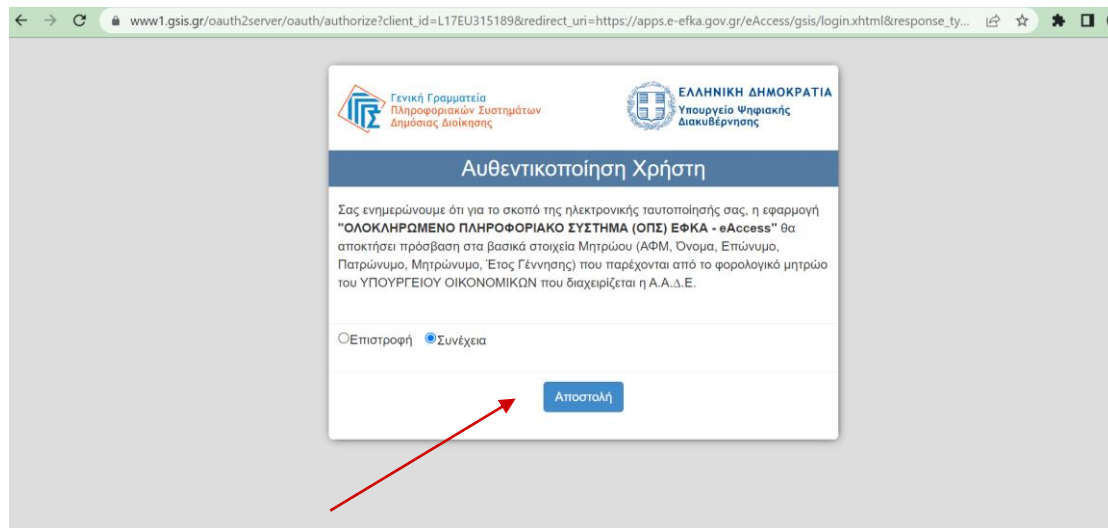 www1.gsis.gr/oauth2server/oauth/authorize?client_id=L17EU315189&redirect_uri=https://apps.e-efka.gov.gr/eAccess/gsis/login.xhtml&response_ty...
Γενική Γραμματεία
Πληροφοριακών Συστημάτων
Δημόσιας Διοίκησης
ΕΛΛΗΝΙΚΗ ΔΗΜΟΚΡΑΤΙΑ
Υπουργείο Ψηφιακής
Διακυβέρνησης
Αυθεντικοποίηση Χρήστη
Σας ενημερώνουμε ότι για το σκοπό της ηλεκτρονικής ταυτοποίησής σας, η εφαρμογή
"ΟΛΟΚΛΗΡΩΜΕΝΟ ΠΛΗΡΟΦΟΡΙΑΚΟ ΣΥΣΤΗΜΑ (ΟΠΣ) ΕΦΚΑ - eAccess" θα
αποκτήσει πρόσβαση στα βασικά στοιχεία Μητρώου (ΑΦΜ, Όνομα, Επώνυμο,
Πατρώνυμο, Μητρώνυμο, Έτος Γέννησης) που παρέχονται από το φορολογικό μητρώο
του ΥΠΟΥΡΓΕΙΟΥ ΟΙΚΟΝΟΜΙΚΩΝ που διαχειρίζεται η Α.Α.Δ.Ε.
Επιστροφή Συνέχεια
Αποστολή